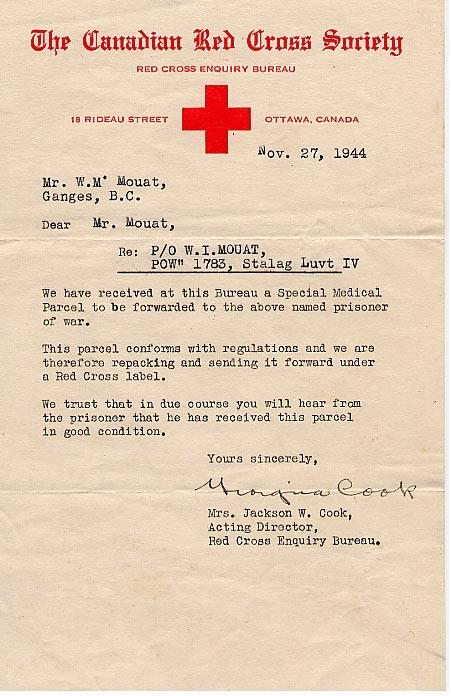 The Canadian Red Cross Society
RED CROSS ENQUIRY BUREAU
18 RIDEAU STREET OTTAWA, CANADA
Nov. 27, 1944
Mr. W.M. Mouat,
Ganges, B.C.
Dear Mr. Mouat,
Re: P/O W.I.MOUAT,
POW" 1783, Stalag Luvt IV
We have received at this Bureau a Special Medical
Parcel to be forwarded to the above named prisoner
of war.
This parcel conforms with regulations and we are
therefore repacking and sending it forward under
a Red Cross label.
We trust that in due course you will hear from
the prisoner that he has received this parcel
in good condition.
Yours sincerely,
Georgina Cook
Mrs. Jackson W. Cook,
Acting Director,
Red Cross Enquiry Bureau.